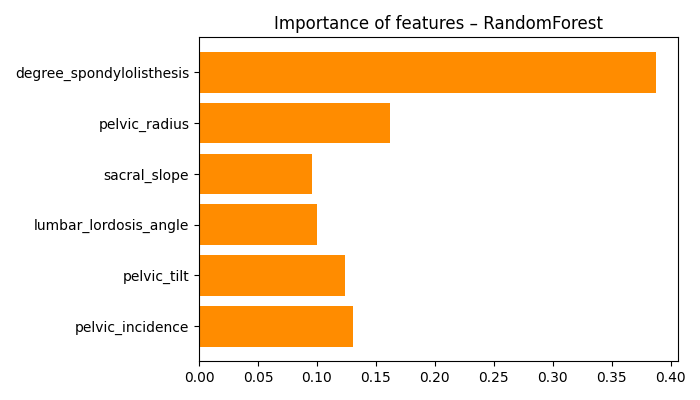 Importance of features – RandomForest
degree_spondylolisthesis
pelvic_radius
sacral_slope
lumbar_lordosis_angle
pelvic_tilt
pelvic_incidence
0.00 0.05 0.10 0.15 0.20 0.25 0.30 0.35 0.40